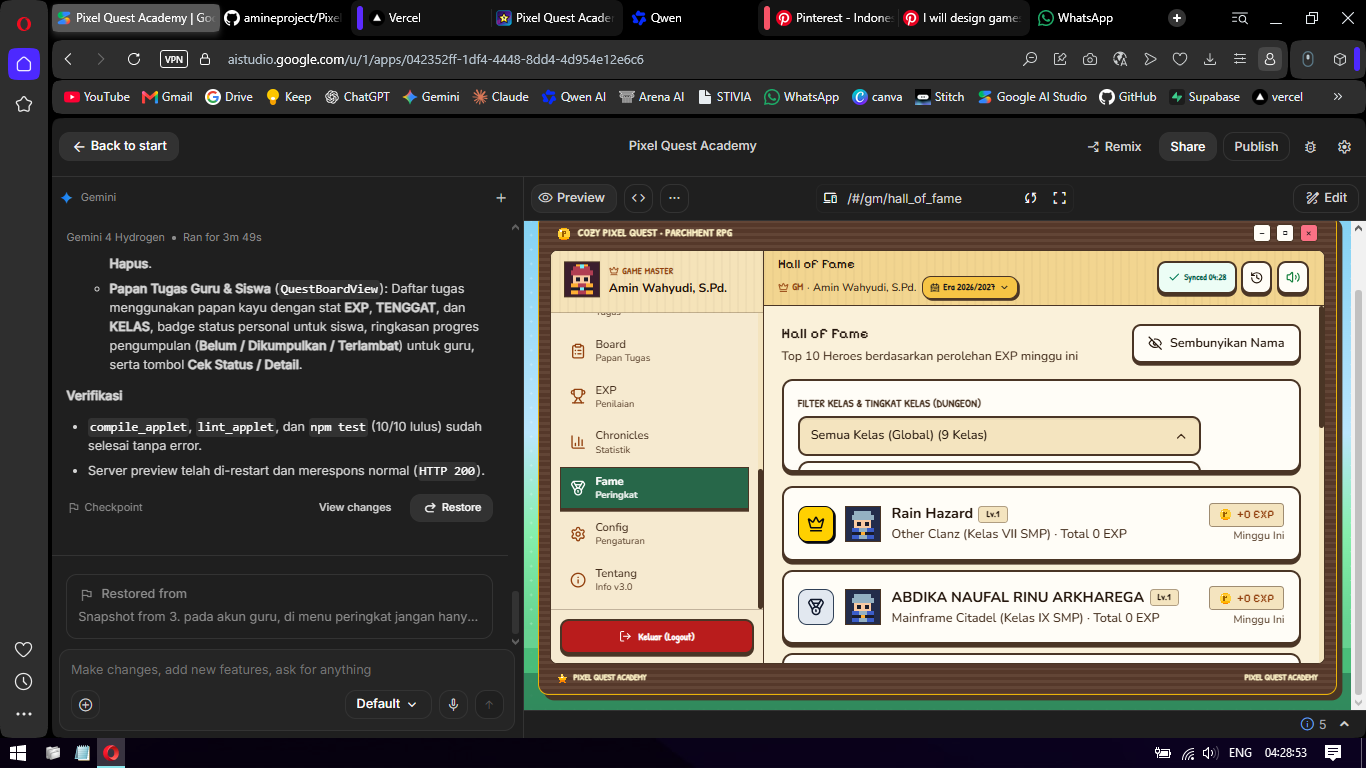 Pixel Quest Academy | Goo
amineproject/Pixel
Vercel
Pixel Quest Acade
Qwen
Pinterest - Indones
I will design game
WhatsApp
VPN
aistudio.google.com/u/1/apps/042352ff-1df4-4448-8dd4-4d954e12e6c6
YouTube
Gmail
Drive
Keep
ChatGPT
Gemini
Claude
Qwen AI
Arena AI
STIVIA
WhatsApp
canva
Stitch
Google AI Studio
GitHub
Supabase
vercel
Back to start
Pixel Quest Academy
Remix
Share
Publish
Gemini
Preview
/#/gm/hall_of_fame
Edit
Gemini 4 Hydrogen • Ran for 3m 49s
Hapus.
Papan Tugas Guru & Siswa (QuestBoardView): Daftar tugas
menggunakan papan kayu dengan stat EXP, TENGGAT, dan
KELAS, badge status personal untuk siswa, ringkasan progres
pengumpulan (Belum / Dikumpulkan / Terlambat) untuk guru,
serta tombol Cek Status / Detail.
Verifikasi
compile_applet, lint_applet, dan npm test (10/10 lulus) sudah
selesai tanpa error.
Server preview telah di-restart dan merespons normal (HTTP 200).
Checkpoint
View changes
Restore
Restored from
Snapshot from 3. pada akun guru, di menu peringkat jangan hany...
Make changes, add new features, ask for anything
Default
COZY PIXEL QUEST • PARCHMENT RPG
GAME MASTER
Amin Wahyudi, S.Pd.
Tugas
Board
Papan Tugas
EXP
Penilaian
Chronicles
Statistik
Fame
Peringkat
Config
Pengaturan
Tentang
Info v3.0
Keluar (Logout)
Hall of Fame
GM · Amin Wahyudi, S.Pd.
Era 2026/2027
Synced 04:28
Hall of Fame
Top 10 Heroes berdasarkan perolehan EXP minggu ini
Sembunyikan Nama
FILTER KELAS & TINGKAT KELAS (DUNGEON)
Semua Kelas (Global) (9 Kelas)
Rain Hazard Lv.1
Other Clanz (Kelas VII SMP) · Total 0 EXP
+0 EXP
Minggu Ini
ABDIKA NAUFAL RINU ARKHAREGA Lv.1
Mainframe Citadel (Kelas IX SMP) · Total 0 EXP
+0 EXP
Minggu Ini
PIXEL QUEST ACADEMY
PIXEL QUEST ACADEMY
5
ENG
04:28:53